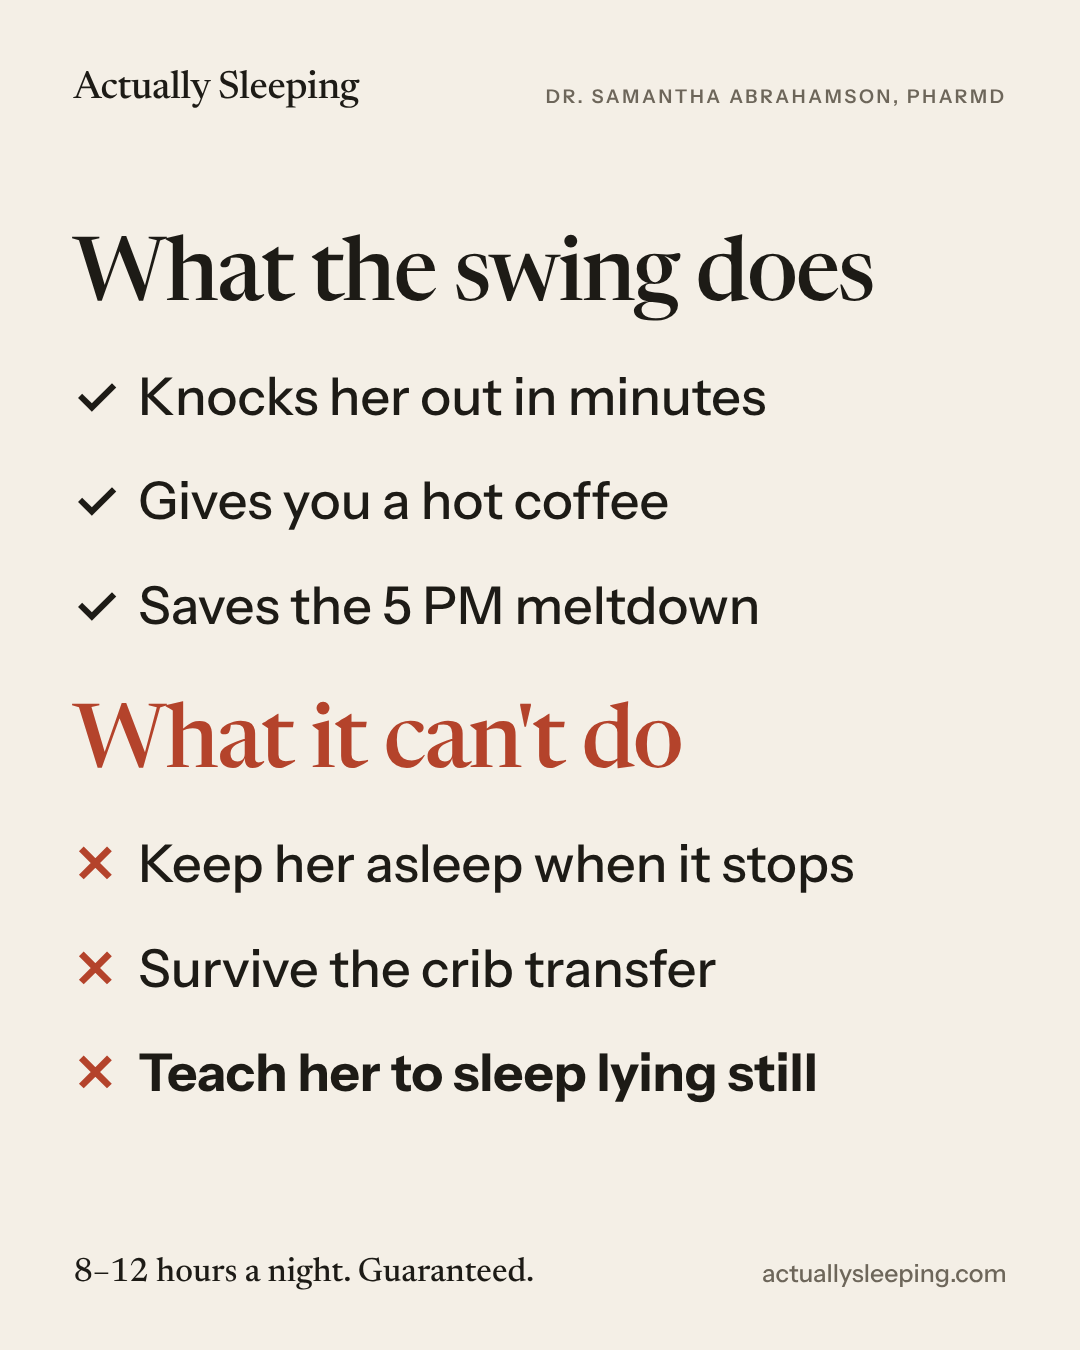 Actually Sleeping
DR. SAMANTHA ABRAHAMSON, PHARMD
What the swing does
✓ Knocks her out in minutes
✓ Gives you a hot coffee
✓ Saves the 5 PM meltdown
What it can't do
✕ Keep her asleep when it stops
✕ Survive the crib transfer
✕ Teach her to sleep lying still
8–12 hours a night. Guaranteed.
actuallysleeping.com